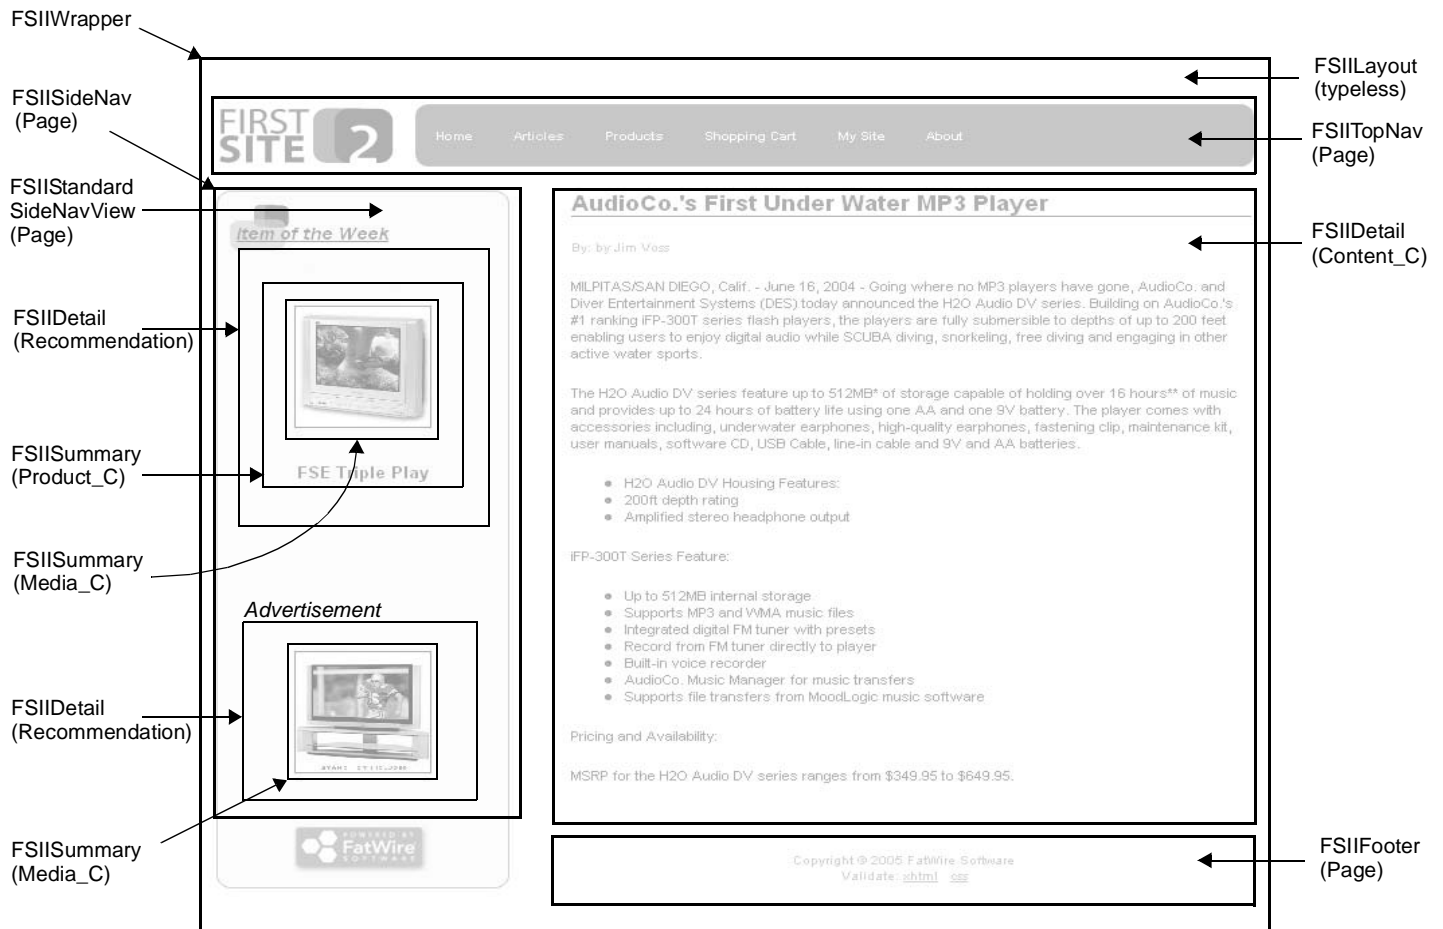 FSIIWrapper
FSIILayout
(typeless)
FSIISideNav
(Page)
FIRST
SITE 2
Home Articles Products Shopping Cart My Site About
FSIITopNav
(Page)
FSIIStandard
SideNavView
(Page)
Item of the Week
FSIIDetail
(Recommendation)
FSIISummary
(Product_C)
FSE Triple Play
FSIISummary
(Media_C)
Advertisement
FSIIDetail
(Recommendation)
FSIISummary
(Media_C)
POWERED BY
FatWire
SOFTWARE
AudioCo.'s First Under Water MP3 Player
By: by Jim Voss
FSIIDetail
(Content_C)
MILPITAS/SAN DIEGO, Calif. - June 16, 2004 - Going where no MP3 players have gone, AudioCo. and
Diver Entertainment Systems (DES) today announced the H2O Audio DV series. Building on AudioCo.'s
#1 ranking iFP-300T series flash players, the players are fully submersible to depths of up to 200 feet
enabling users to enjoy digital audio while SCUBA diving, snorkeling, free diving and engaging in other
active water sports.
The H2O Audio DV series feature up to 512MB* of storage capable of holding over 16 hours** of music
and provides up to 24 hours of battery life using one AA and one 9V battery. The player comes with
accessories including, underwater earphones, high-quality earphones, fastening clip, maintenance kit,
user manuals, software CD, USB Cable, line-in cable and 9V and AA batteries.
• H2O Audio DV Housing Features:
• 200ft depth rating
• Amplified stereo headphone output
iFP-300T Series Feature:
• Up to 512MB internal storage
• Supports MP3 and WMA music files
• Integrated digital FM tuner with presets
• Record from FM tuner directly to player
• Built-in voice recorder
• AudioCo. Music Manager for music transfers
• Supports file transfers from MoodLogic music software
Pricing and Availability:
MSRP for the H2O Audio DV series ranges from $349.95 to $649.95.
Copyright © 2005 FatWire Software
Validate: xhtml css
FSIIFooter
(Page)